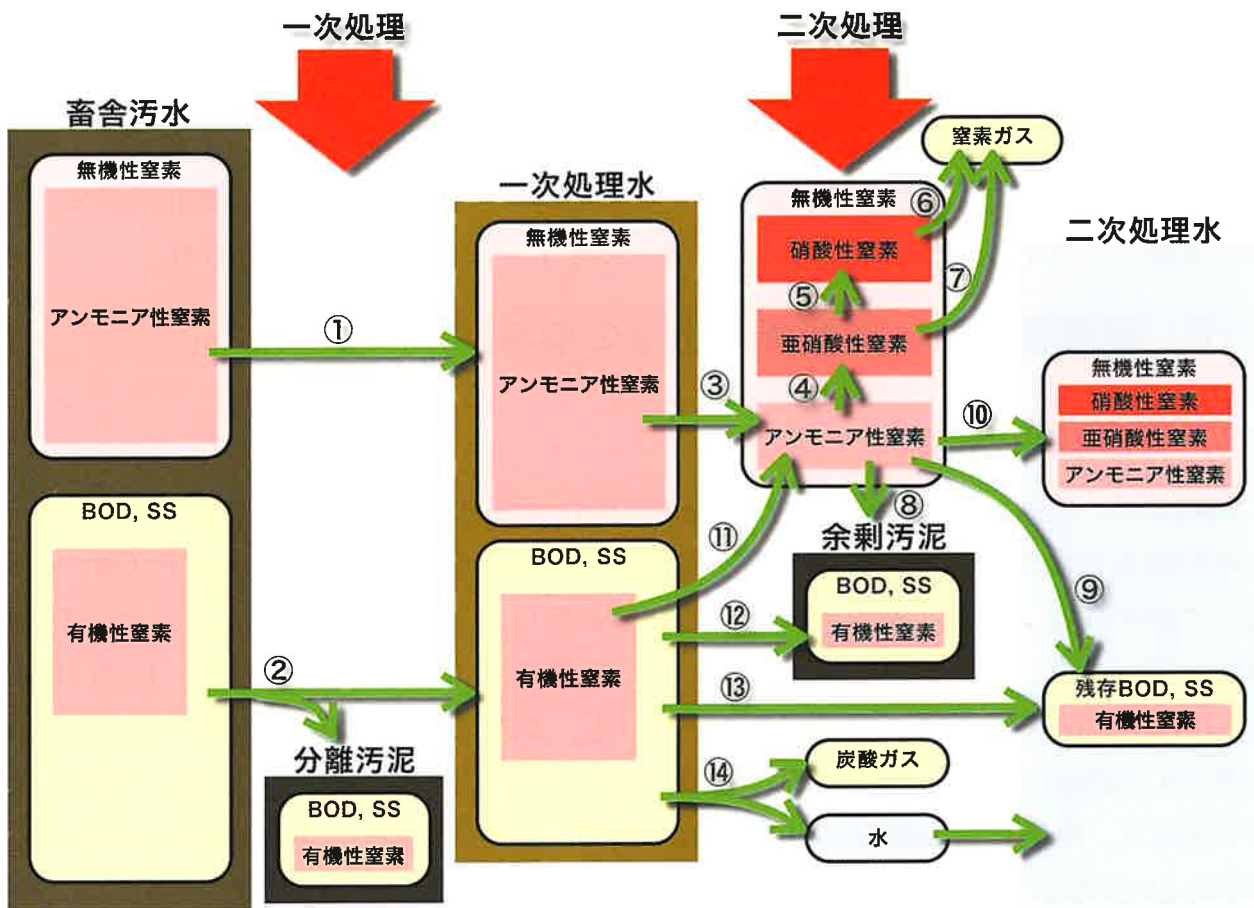 一次処理
二次処理
畜舎汚水
無機性窒素
アンモニア性窒素
BOD, SS
有機性窒素
①
②
分離汚泥
BOD, SS
有機性窒素
一次処理水
無機性窒素
アンモニア性窒素
BOD, SS
有機性窒素
③
⑪
⑫
⑬
⑭
窒素ガス
無機性窒素
⑥
硝酸性窒素
⑤
⑦
亜硝酸性窒素
④
アンモニア性窒素
⑩
⑧
余剰汚泥
BOD, SS
有機性窒素
⑨
炭酸ガス
水
二次処理水
無機性窒素
硝酸性窒素
亜硝酸性窒素
アンモニア性窒素
残存BOD, SS
有機性窒素